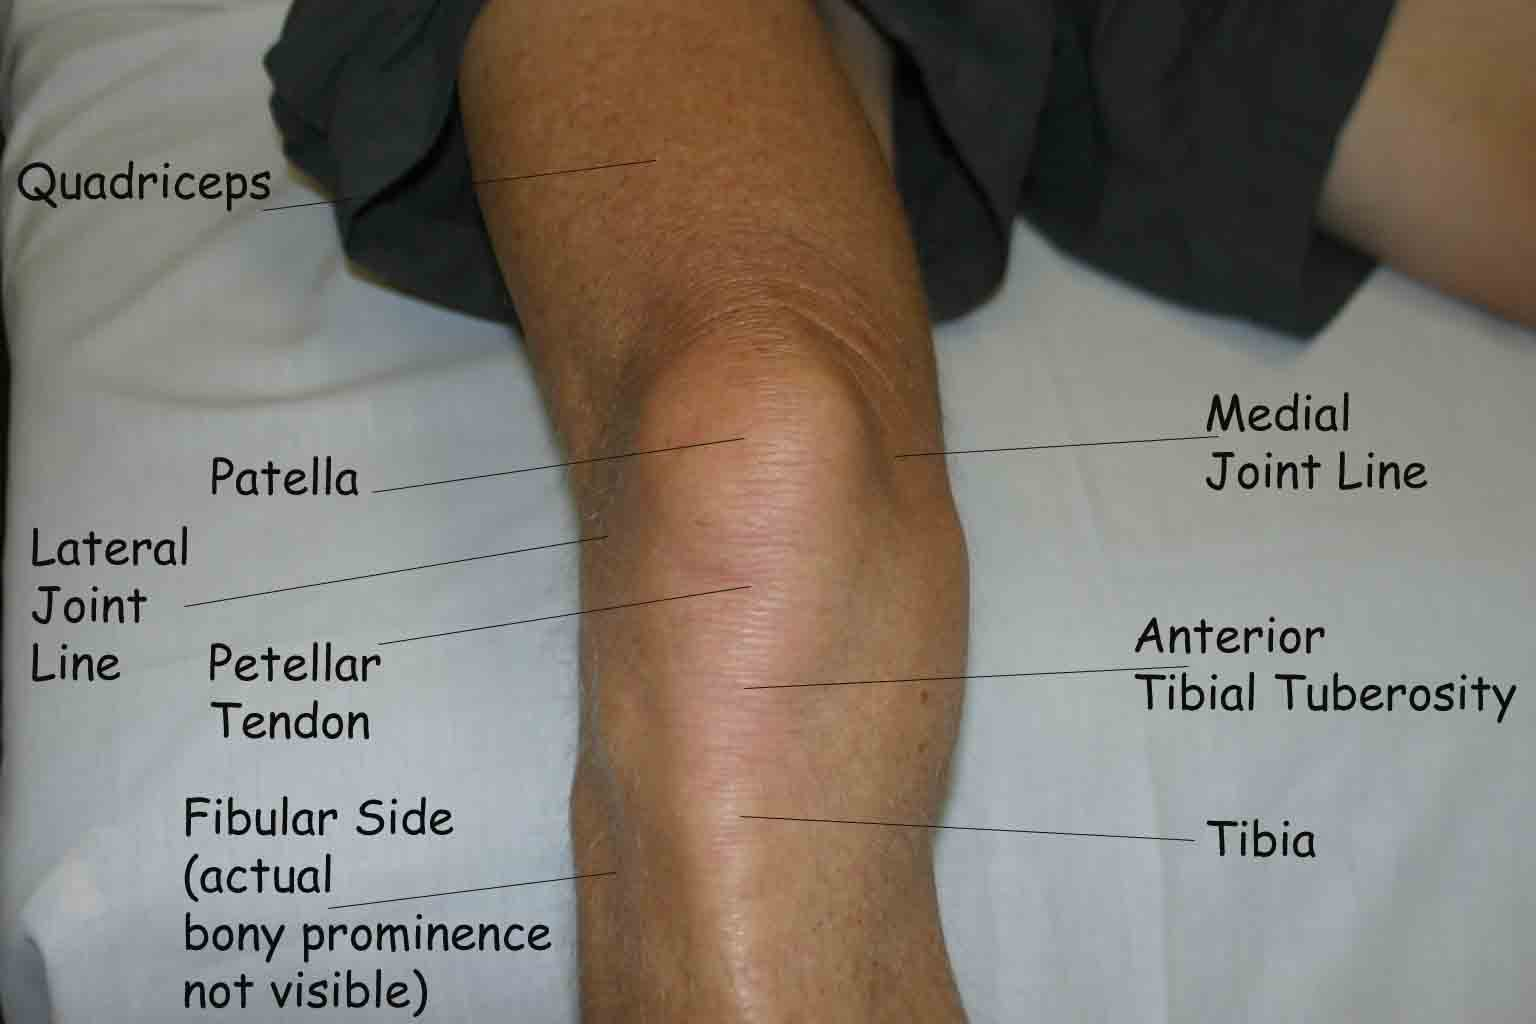 Quadriceps
Patella
Lateral
Joint
Line
Petellar
Tendon
Fibular Side
(actual
bony prominence
not visible)
Medial
Joint Line
Anterior
Tibial Tuberosity
Tibia